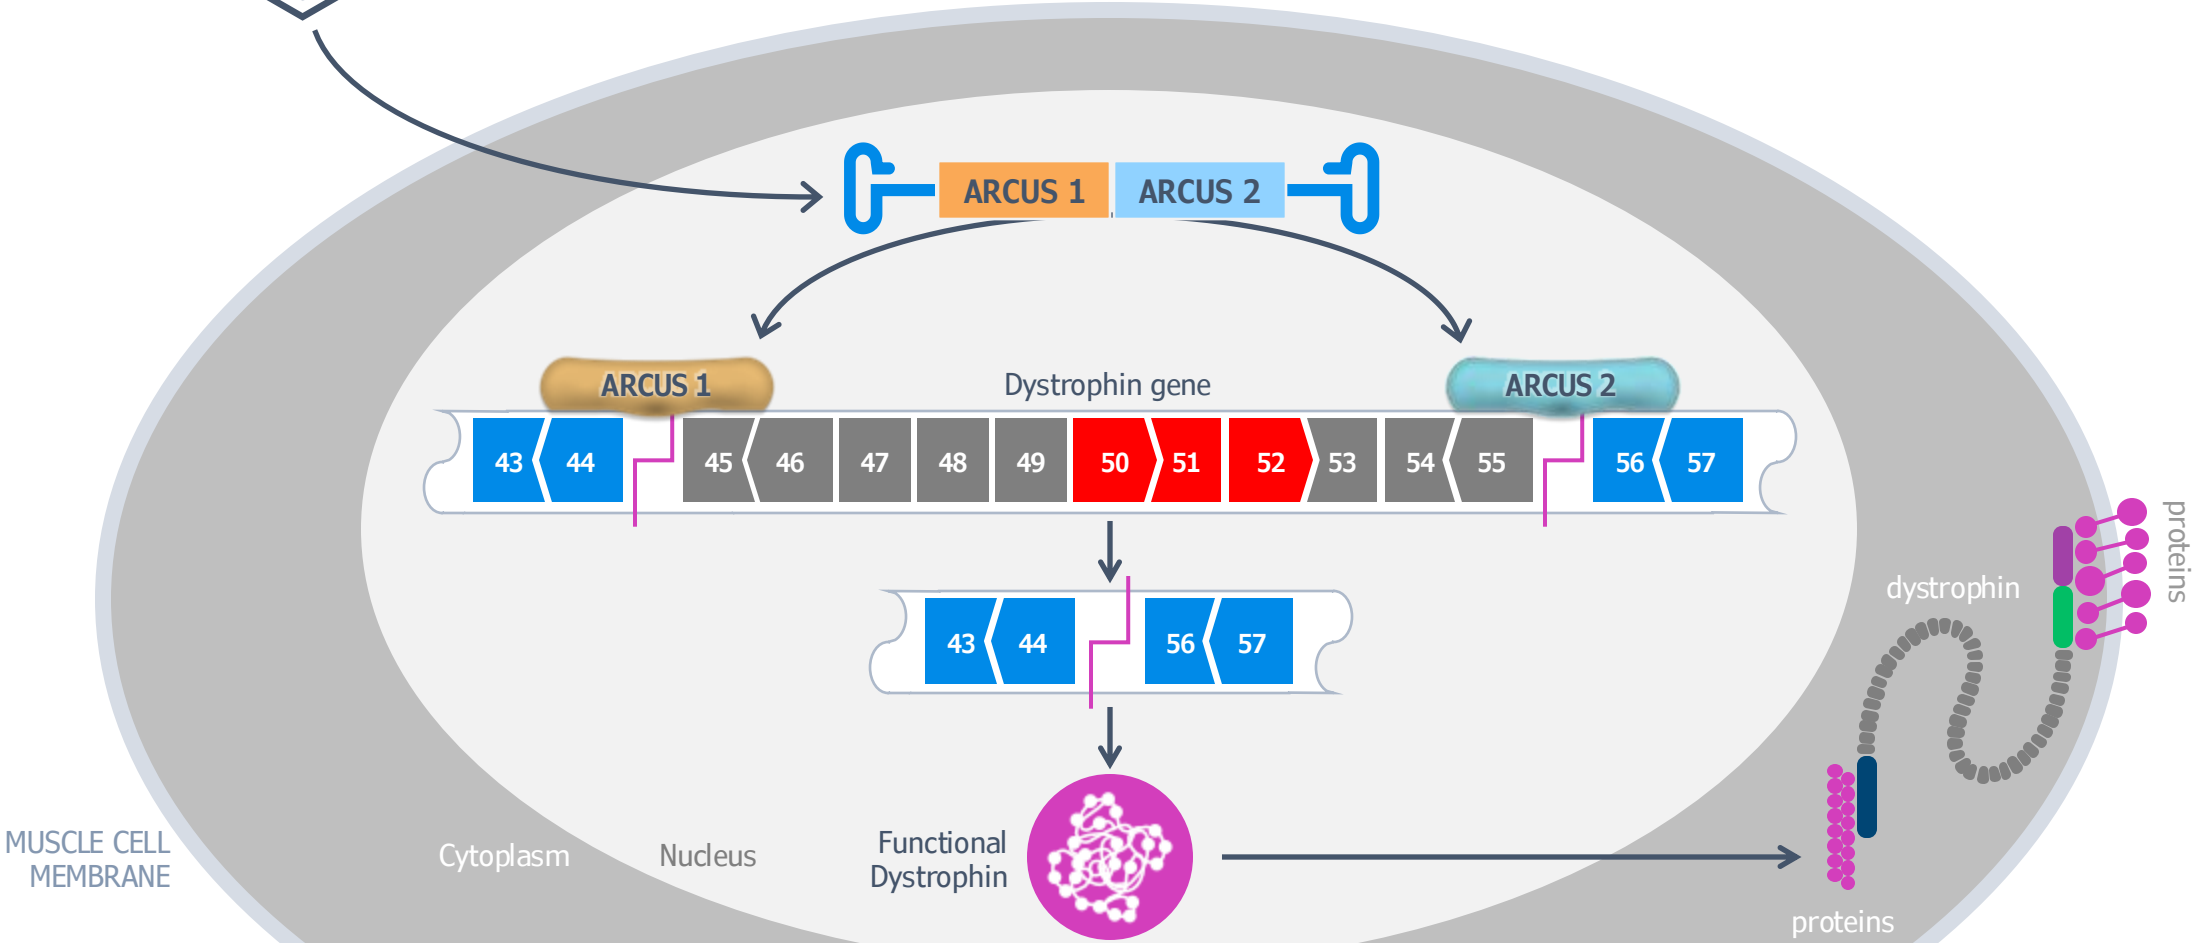 ARCUS 1 ARCUS 2
ARCUS 1
Dystrophin gene
ARCUS 2
43 44 45 46 47 48 49 50 51 52 53 54 55 56 57
proteins
dystrophin
43 44 56 57
MUSCLE CELL
MEMBRANE
Cytoplasm
Nucleus
Functional
Dystrophin
proteins